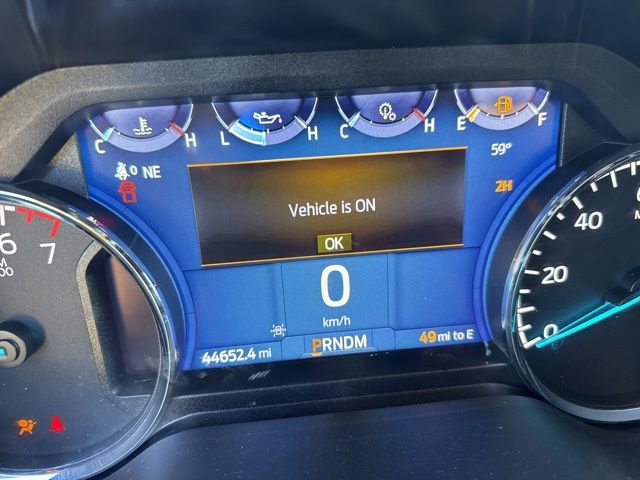 C H L H C H E F
0 NE
59°
2H
Vehicle is ON
OK
0
km/h
44652.4 mi
PRNDM
49 mi to E
6 7
40
20
0